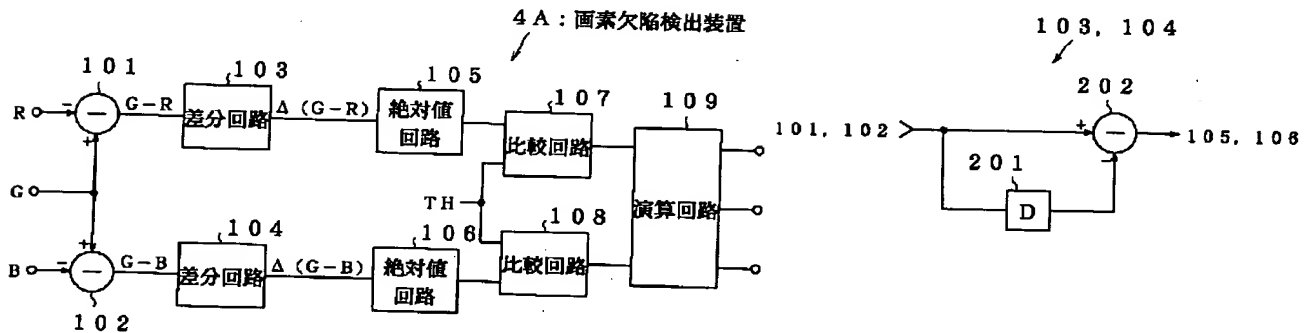 4A：画素欠陥検出装置
103，104
101
103
105
107
109
202
R
-
G-R
差分回路
Δ(G-R)
絶対値
回路
比較回路
101，102
+
-
105，106
+
-
G
TH
演算回路
201
D
104
106
108
+
B
-
G-B
差分回路
Δ(G-B)
絶対値
回路
比較回路
-
102